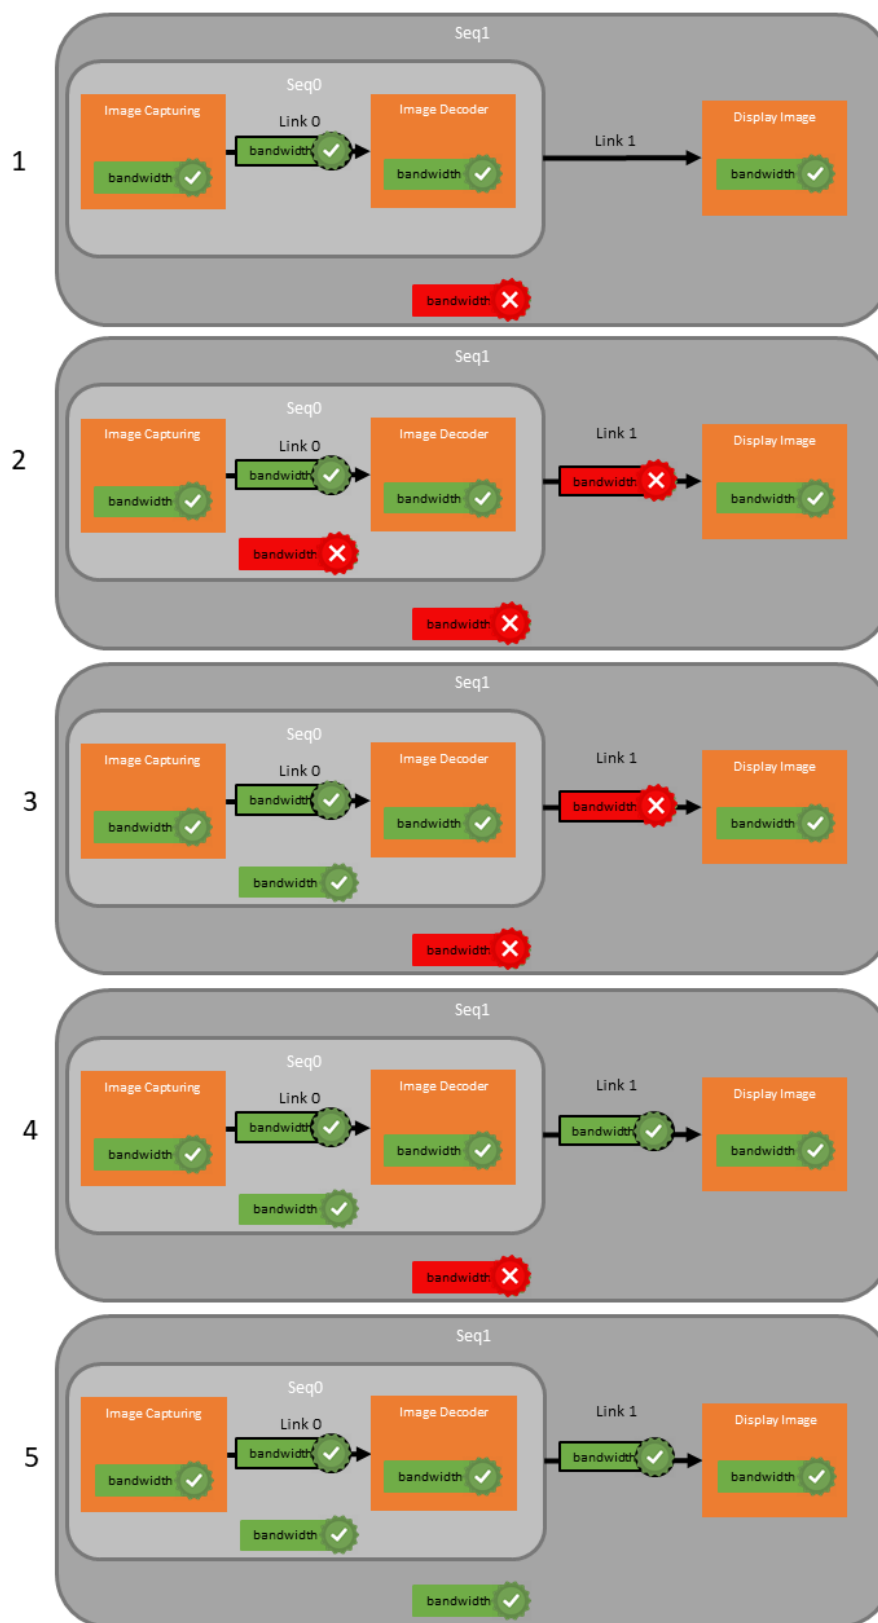 1
Seq1
Seq0
Image Capturing
Link 0
Image Decoder
Link 1
Display Image
bandwidth
bandwidth
bandwidth
bandwidth
bandwidth
2
Seq1
Seq0
Image Capturing
Link 0
Image Decoder
Link 1
Display Image
bandwidth
bandwidth
bandwidth
bandwidth
bandwidth
bandwidth
bandwidth
3
Seq1
Seq0
Image Capturing
Link 0
Image Decoder
Link 1
Display Image
bandwidth
bandwidth
bandwidth
bandwidth
bandwidth
bandwidth
bandwidth
4
Seq1
Seq0
Image Capturing
Link 0
Image Decoder
Link 1
Display Image
bandwidth
bandwidth
bandwidth
bandwidth
bandwidth
bandwidth
bandwidth
5
Seq1
Seq0
Image Capturing
Link 0
Image Decoder
Link 1
Display Image
bandwidth
bandwidth
bandwidth
bandwidth
bandwidth
bandwidth
bandwidth